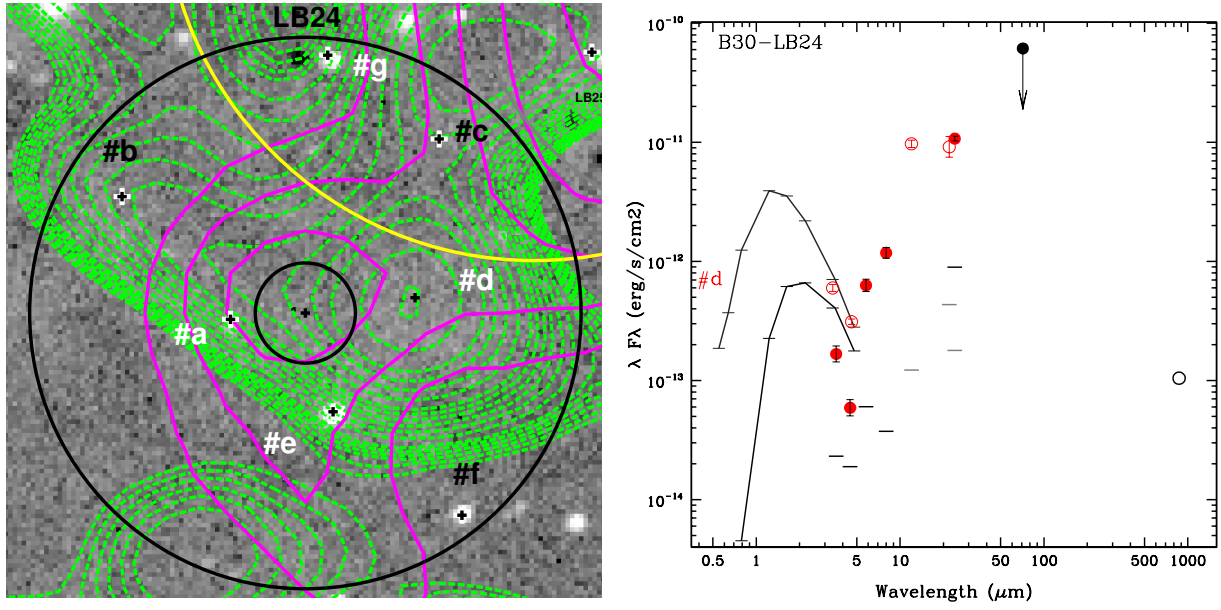 LB24
#g
#c
LB25
#b
#d
#a
#e
#f
B30-LB24
#d
10⁻¹⁰
10⁻¹¹
10⁻¹²
10⁻¹³
10⁻¹⁴
λ Fλ (erg/s/cm2)
0.5 1 5 10 50 100 500 1000
Wavelength (μm)